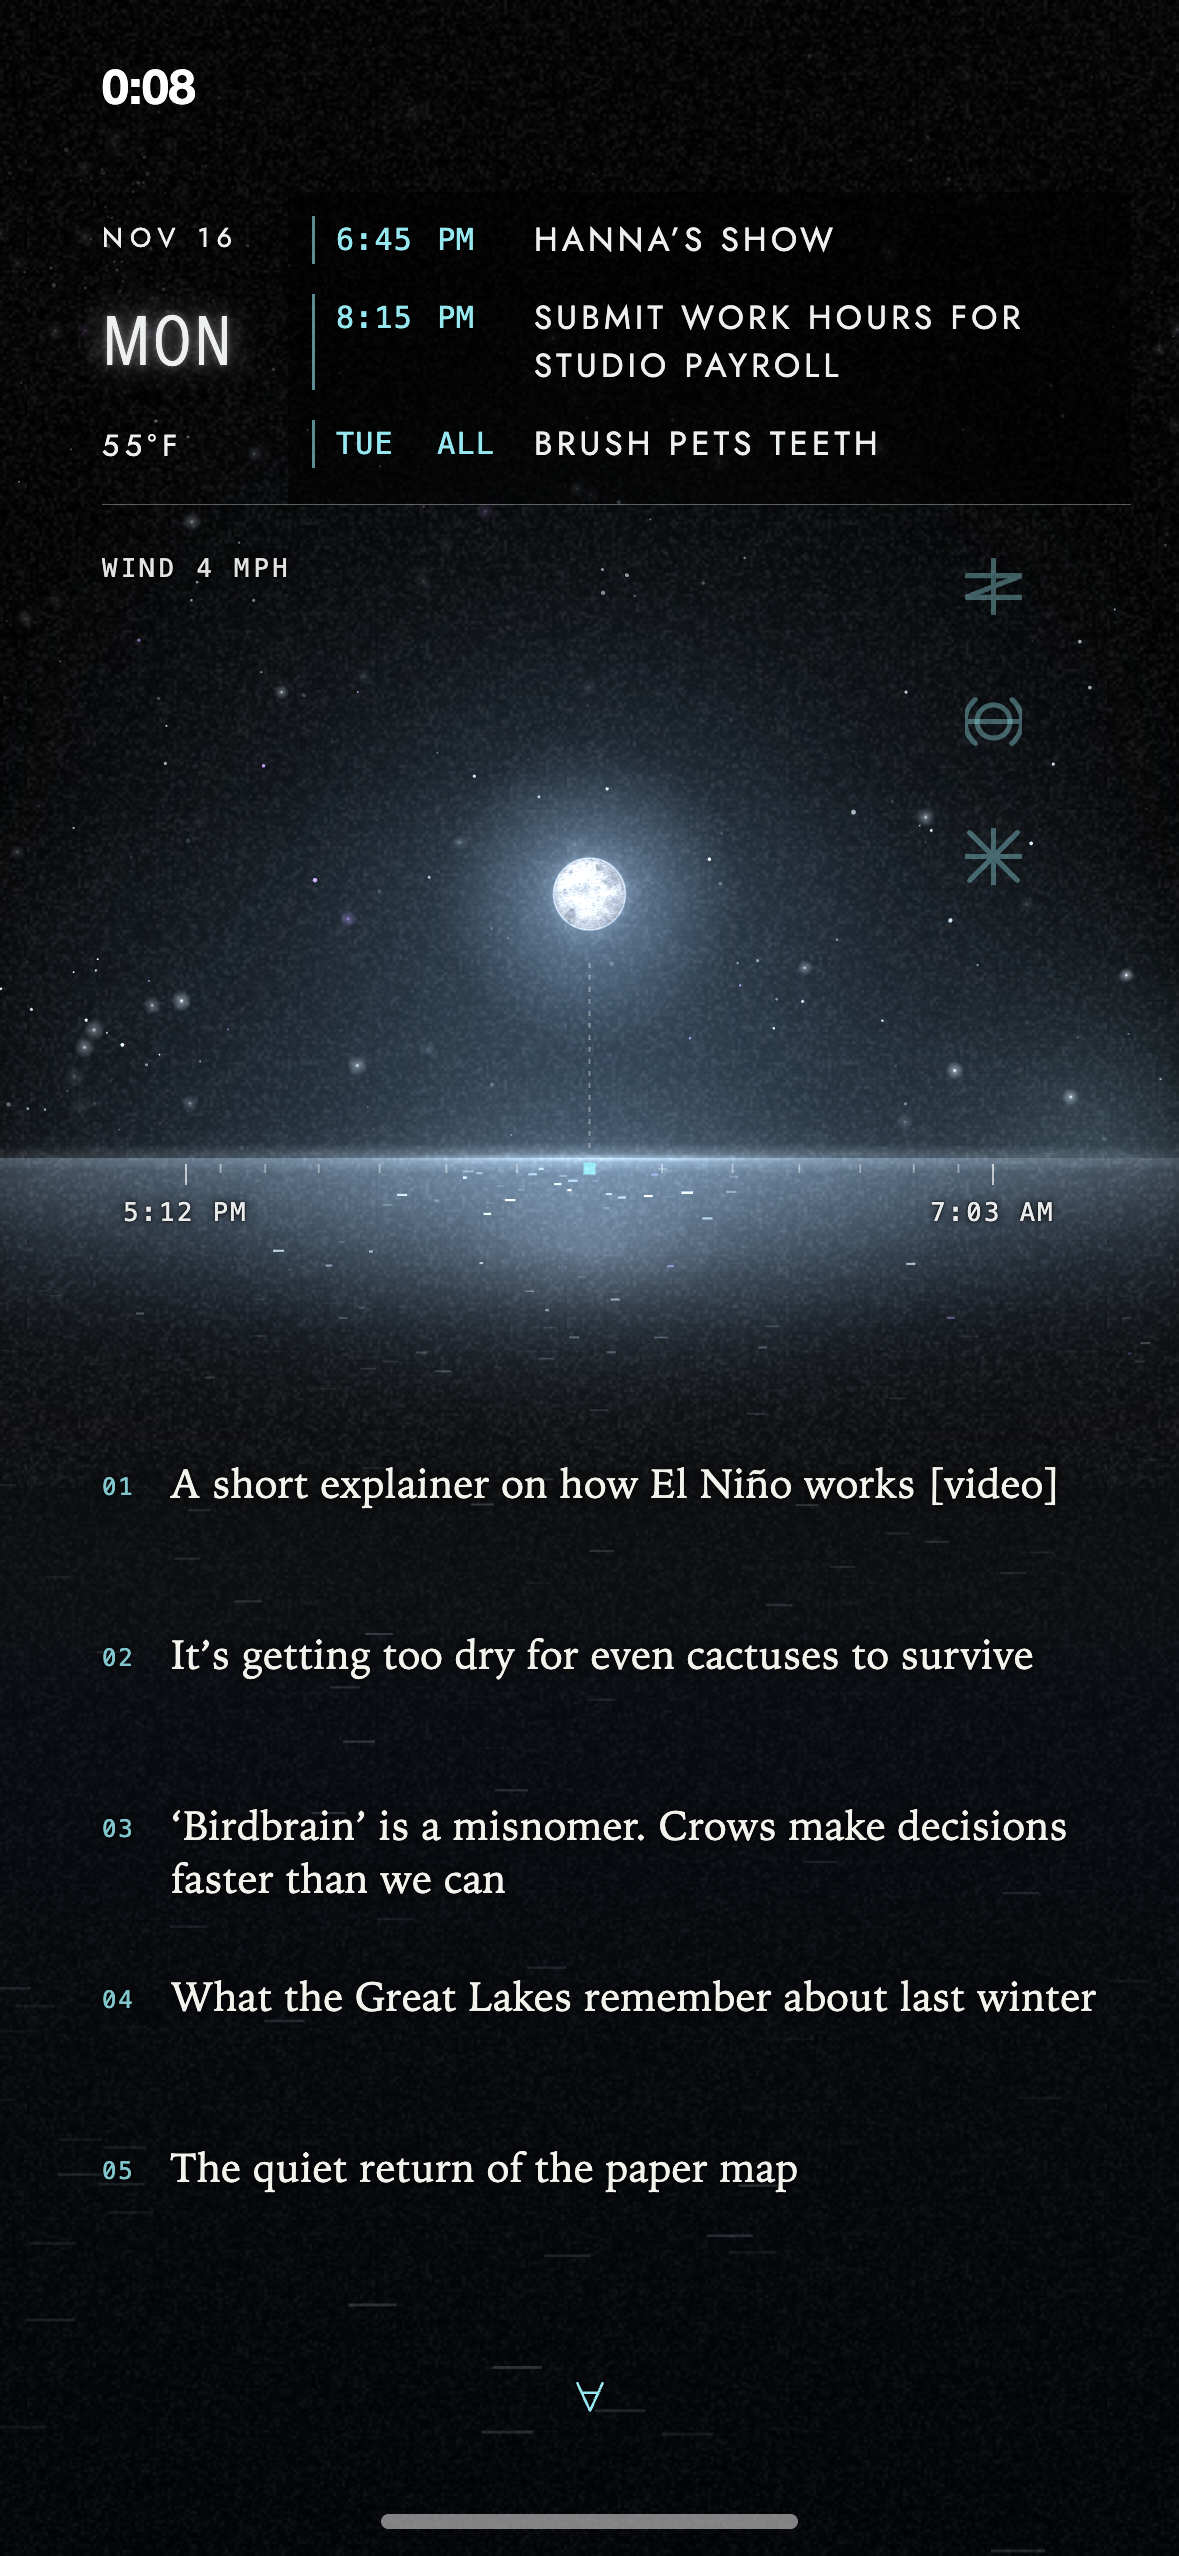 0:08
NOV 16
MON
55°F
6:45 PM HANNA’S SHOW
8:15 PM SUBMIT WORK HOURS FOR
STUDIO PAYROLL
TUE ALL BRUSH PETS TEETH
WIND 4 MPH
5:12 PM
7:03 AM
01 A short explainer on how El Niño works [video]
02 It’s getting too dry for even cactuses to survive
03 ‘Birdbrain’ is a misnomer. Crows make decisions
faster than we can
04 What the Great Lakes remember about last winter
05 The quiet return of the paper map